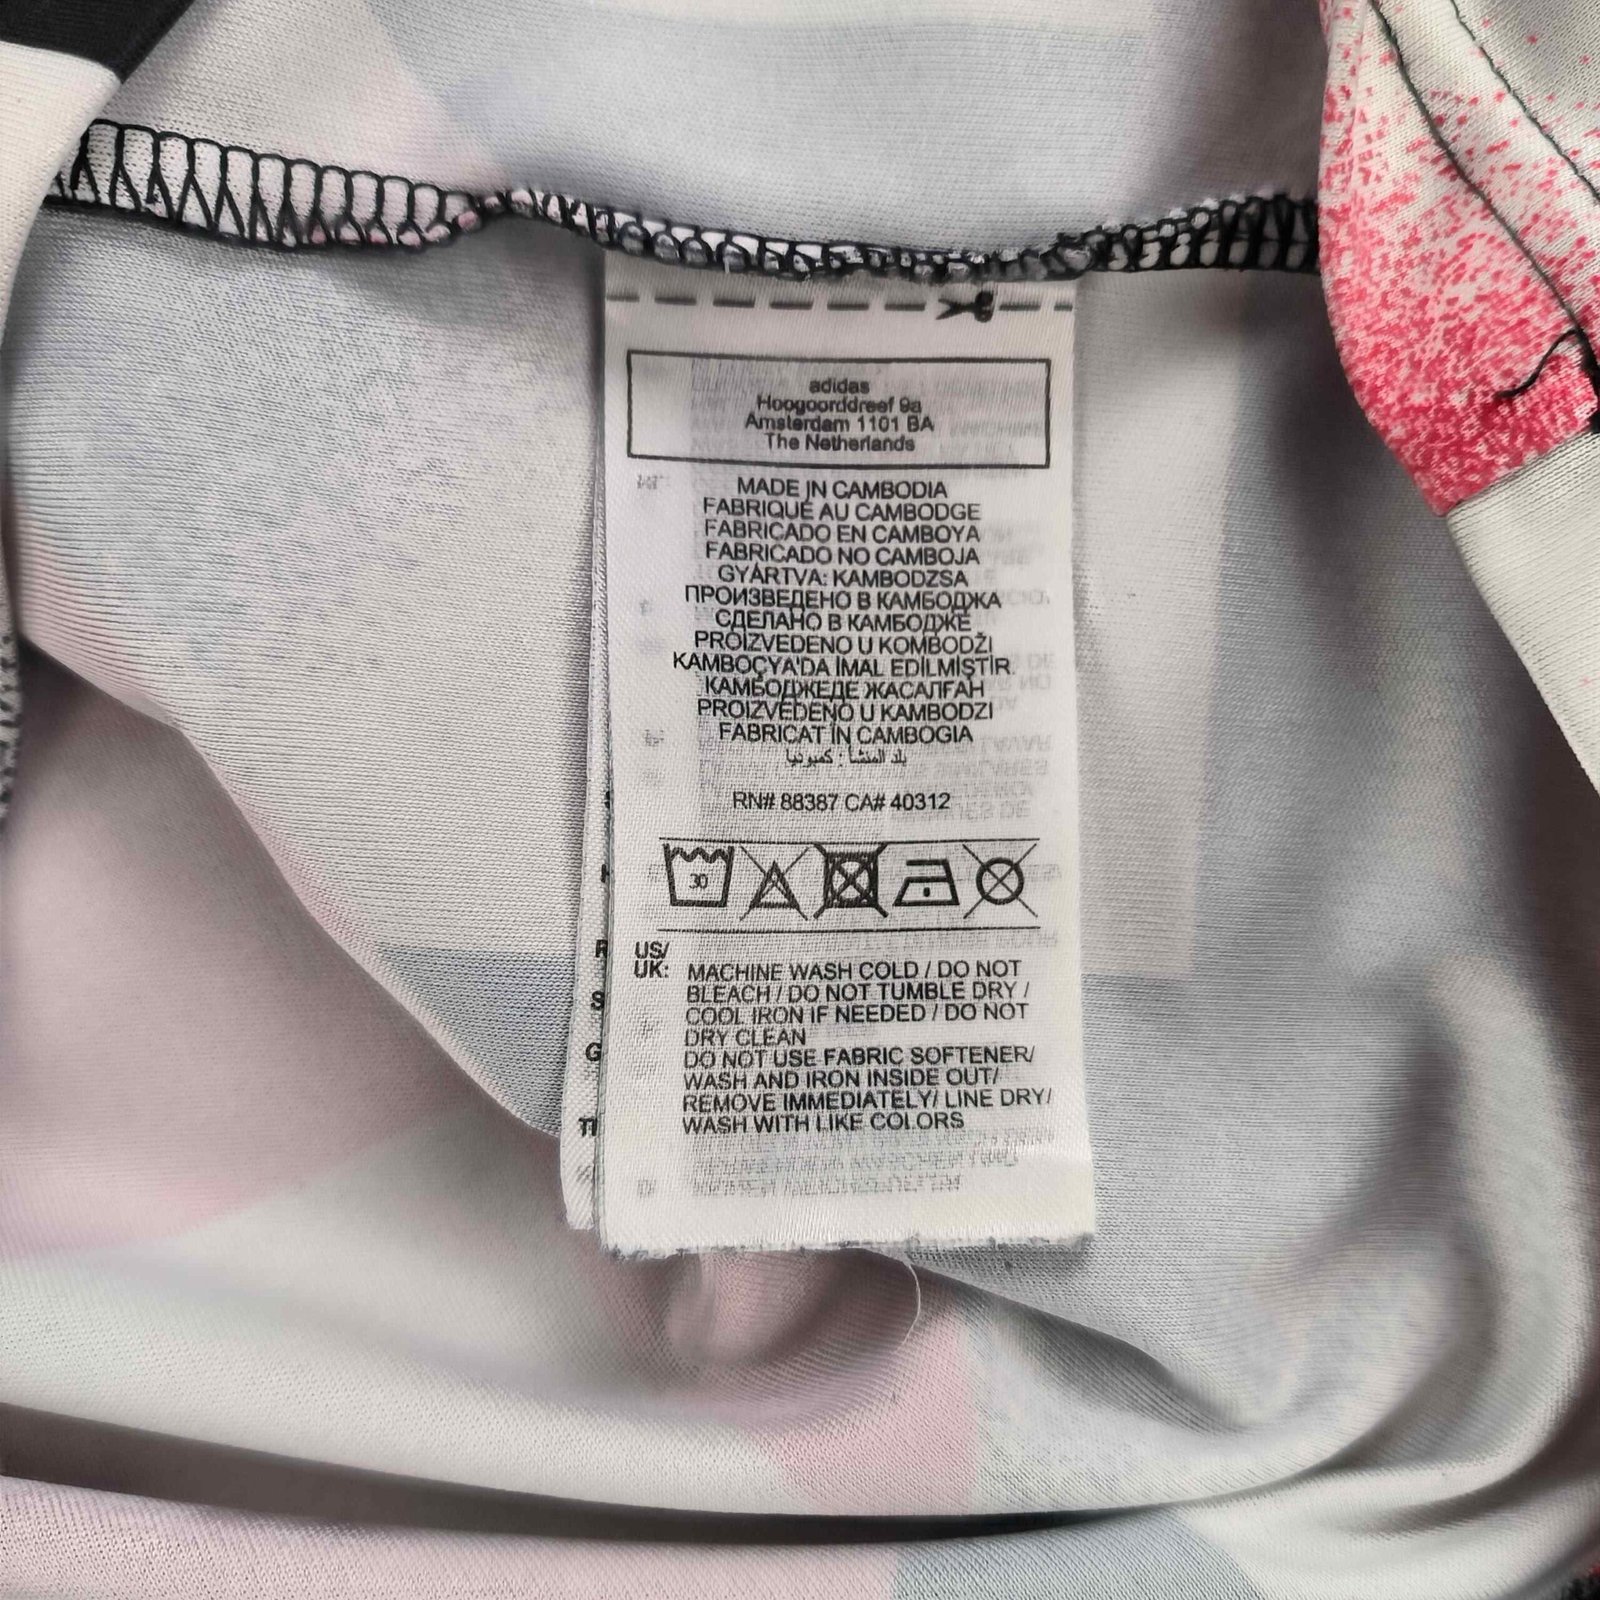 adidas
Hoogoorddreef 9a
Amsterdam 1101 BA
The Netherlands
MADE IN CAMBODIA
FABRIQUÉ AU CAMBODGE
FABRICADO EN CAMBOYA
FABRICADO NO CAMBOJA
GYÁRTVA: KAMBODZSA
ПРОИЗВЕДЕНО В КАМБОДЖА
СДЕЛАНО В КАМБОДЖЕ
PROIZVEDENO U KOMBODŽI
KAMBOÇYA'DA İMAL EDİLMİŞTİR
КАМБОДЖЕДЕ ЖАСАЛҒАН
PROIZVEDENO U KAMBODZI
FABRICAT ÎN CAMBOGIA
بلد المنشأ : كمبوديا
RN# 88387 CA# 40312
30
US/
UK: MACHINE WASH COLD / DO NOT
BLEACH / DO NOT TUMBLE DRY /
COOL IRON IF NEEDED / DO NOT
DRY CLEAN
DO NOT USE FABRIC SOFTENER/
WASH AND IRON INSIDE OUT/
REMOVE IMMEDIATELY/ LINE DRY/
WASH WITH LIKE COLORS